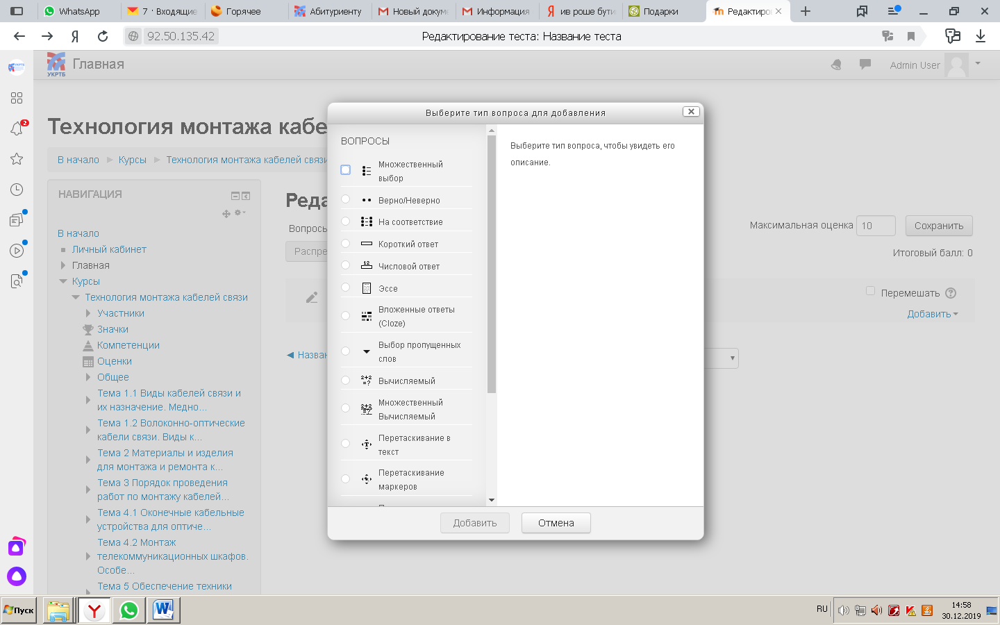 WhatsApp
7 · Входящие
Горячее
Абитуриенту
Новый докум
Информация
ив роше бути
Подарки
Редактиро
92.50.135.42
Редактирование теста: Название теста
УКРТБ
Главная
Admin User
Технология монтажа кабе
В начало
Курсы
Технология монтажа кабелей связи
НАВИГАЦИЯ
В начало
Личный кабинет
Главная
Курсы
Технология монтажа кабелей связи
Участники
Значки
Компетенции
Оценки
Общее
Тема 1.1 Виды кабелей связи и
их назначение. Медно...
Тема 1.2 Волоконно-оптические
кабели связи. Виды к...
Тема 2 Материалы и изделия
для монтажа и ремонта к...
Тема 3 Порядок проведения
работ по монтажу кабелей...
Тема 4.1 Оконечные кабельные
устройства для оптиче...
Тема 4.2 Монтаж
телекоммуникационных шкафов.
Особе...
Тема 5 Обеспечение техники
Реда
Вопросы
Распре
Назван
Максимальная оценка
10
Сохранить
Итоговый балл: 0
Перемешать
Добавить
Выберите тип вопроса для добавления
ВОПРОСЫ
Множественный
выбор
Верно/Неверно
На соответствие
Короткий ответ
Числовой ответ
Эссе
Вложенные ответы
(Cloze)
Выбор пропущенных
слов
Вычисляемый
Множественный
Вычисляемый
Перетаскивание в
текст
Перетаскивание
маркеров
Выберите тип вопроса, чтобы увидеть его
описание.
Добавить
Отмена
Пуск
RU
14:58
30.12.2019